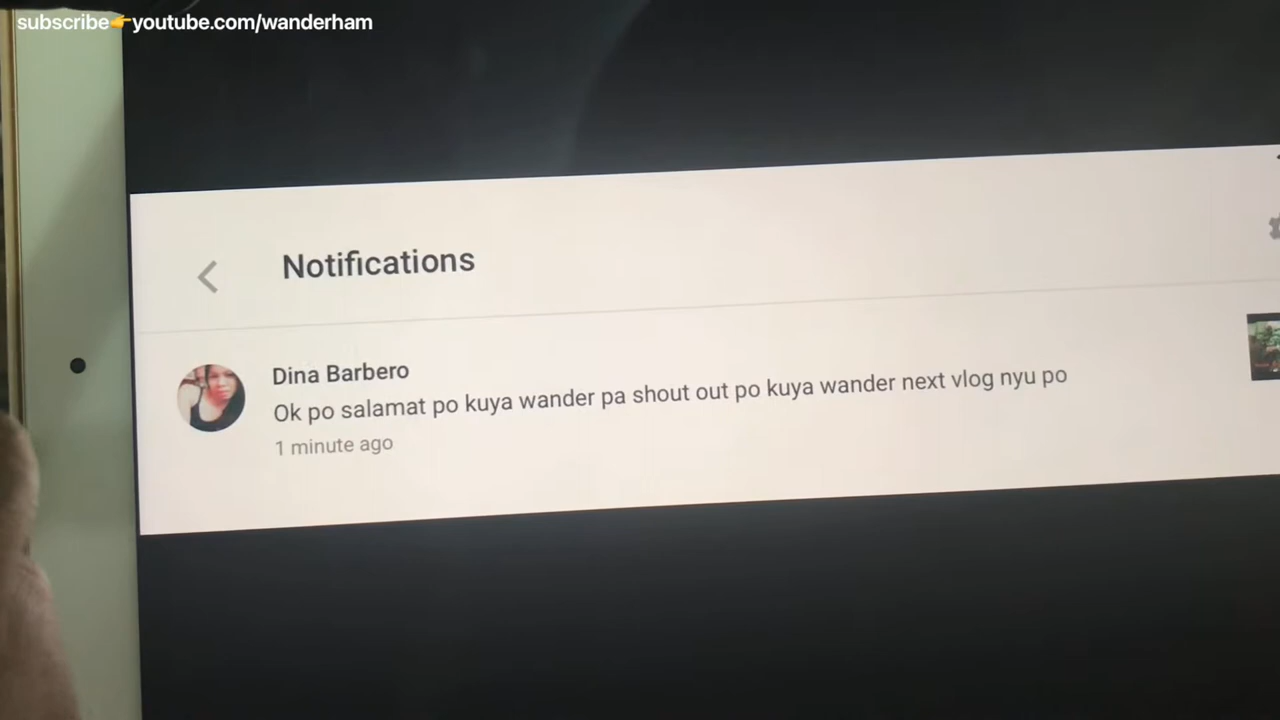 subscribe👉youtube.com/wanderham
Notifications
Dina Barbero
Ok po salamat po kuya wander pa shout out po kuya wander next vlog nyu po
1 minute ago